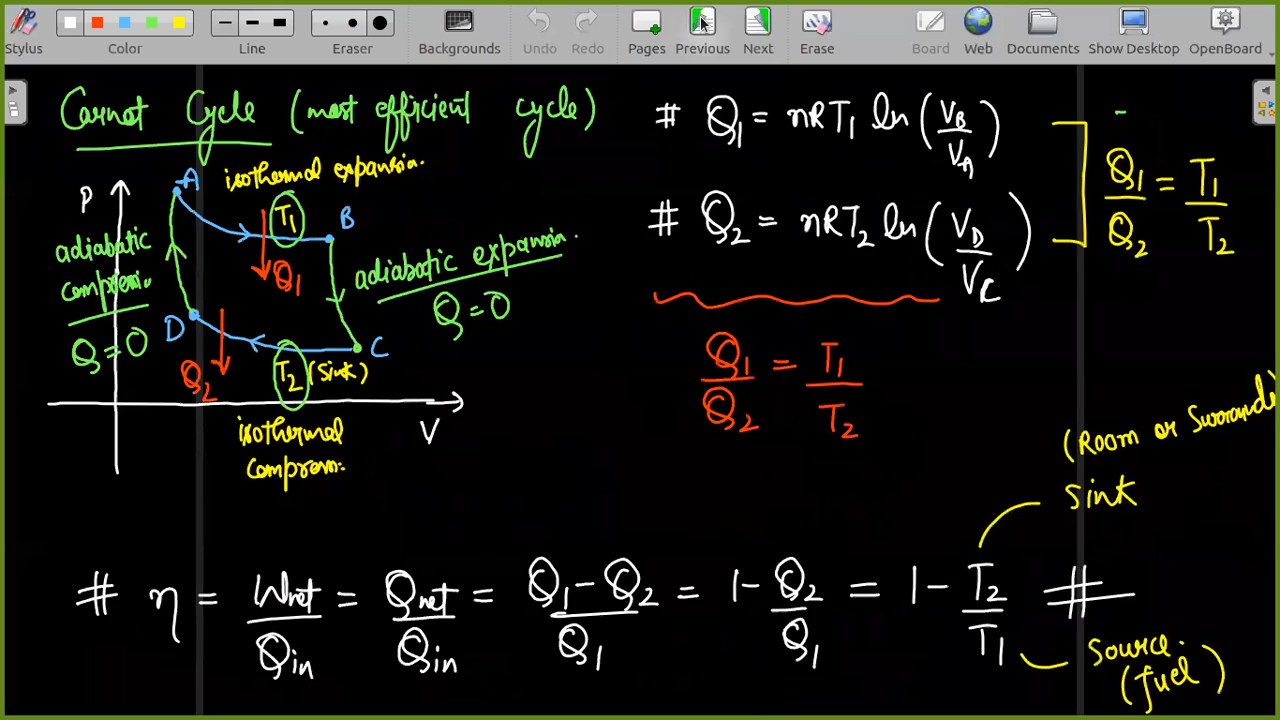 Stylus Color Line Eraser Backgrounds Undo Redo Pages Previous Next Erase Board Web Documents Show Desktop OpenBoard
Carnot Cycle (most efficient cycle)
isothermal expansion.
P
A
T1
B
Q1
adiabatic
compressi.
Q=0
adiabatic expansion.
Q=0
D
Q2
T2 (sink)
C
V
isothermal
compressi.
# Q1 = nRT1 ln(VB/VA)
# Q2 = nRT2 ln(VD/VC)
Q1/Q2 = T1/T2
Q1/Q2 = T1/T2
(Room or
Sink
# η = Wnet/Qin = Qnet/Qin = Q1-Q2/Q1 = 1-Q2/Q1 = 1-T2/T1 #
Source.
(fuel)